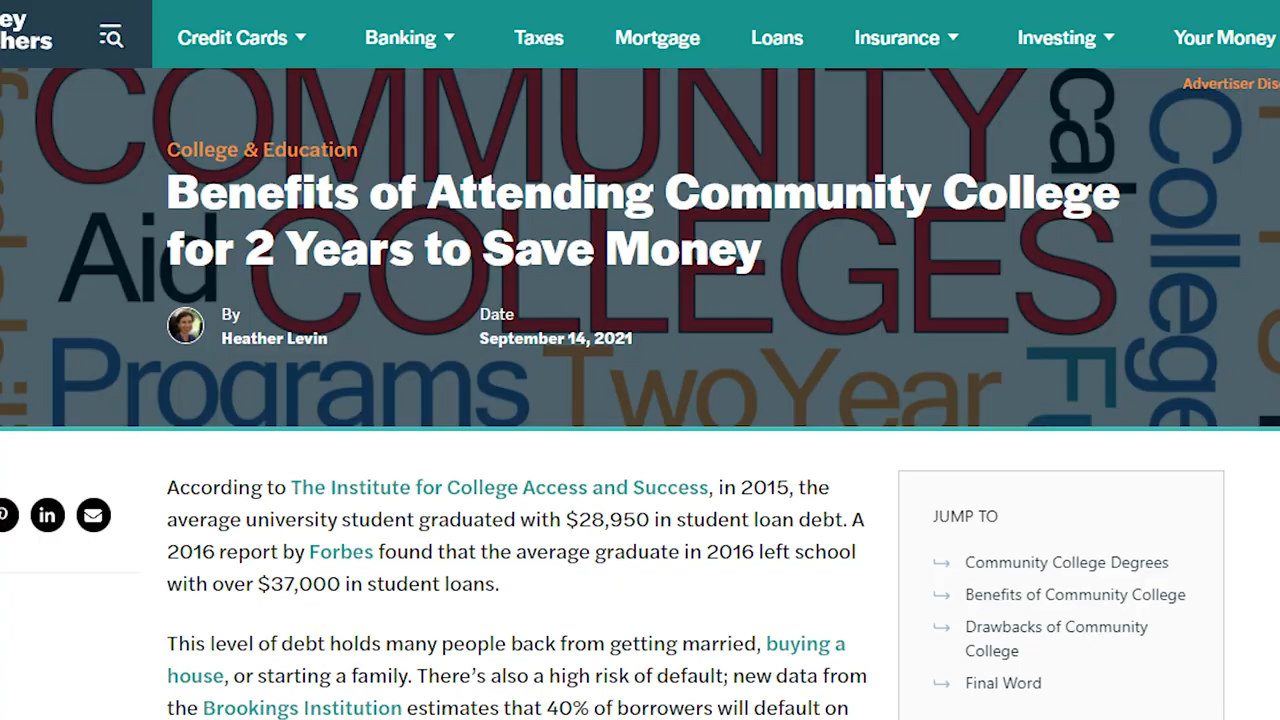 ey
hers
Credit Cards
Banking
Taxes
Mortgage
Loans
Insurance
Investing
Your Money
Advertiser
COMMUNITY
COLLEGES
Aid
Programs
Two Year
cal
College
College & Education
Benefits of Attending Community College
for 2 Years to Save Money
By
Heather Levin
Date
September 14, 2021
According to The Institute for College Access and Success, in 2015, the
average university student graduated with $28,950 in student loan debt. A
2016 report by Forbes found that the average graduate in 2016 left school
with over $37,000 in student loans.
This level of debt holds many people back from getting married, buying a
house, or starting a family. There’s also a high risk of default; new data from
the Brookings Institution estimates that 40% of borrowers will default on
in
JUMP TO
Community College Degrees
Benefits of Community College
Drawbacks of Community
College
Final Word